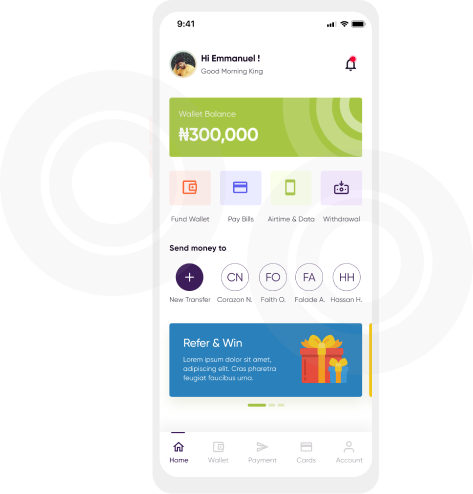 9:41
Hi Emmanuel !
Good Morning King
Wallet Balance
₦300,000
Fund Wallet
Pay Bills
Airtime & Data
Withdrawal
Send money to
CN
FO
FA
HH
New Transfer
Corazon N.
Faith O.
Folade A.
Hassan H.
Refer & Win
Lorem ipsum dolor sit amet,
adipiscing elit. Cras pharetra
feugiat faucibus urna.
Home
Wallet
Payment
Cards
Account